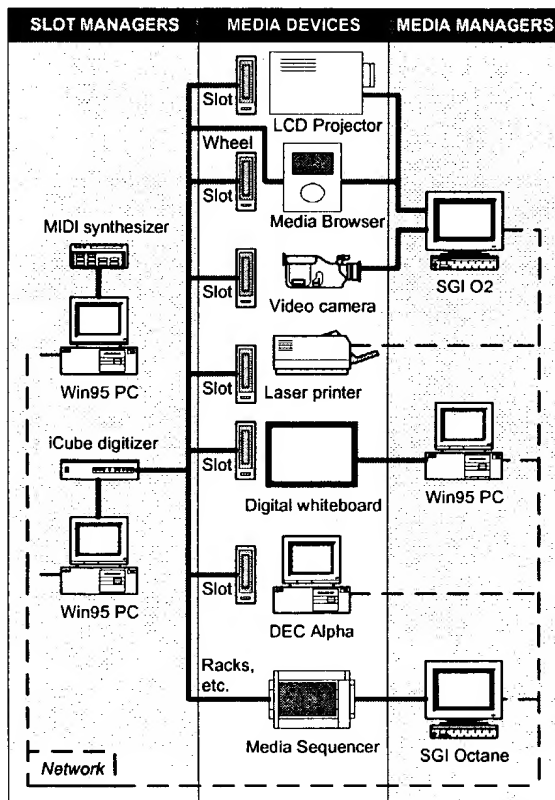 SLOT MANAGERS
MEDIA DEVICES
MEDIA MANAGERS
Slot
LCD Projector
Wheel
Slot
Media Browser
MIDI synthesizer
Slot
Video camera
SGI O2
Win95 PC
Slot
Laser printer
iCube digitizer
Slot
Digital whiteboard
Win95 PC
Win95 PC
Slot
DEC Alpha
Racks,
etc.
Media Sequencer
SGI Octane
Network